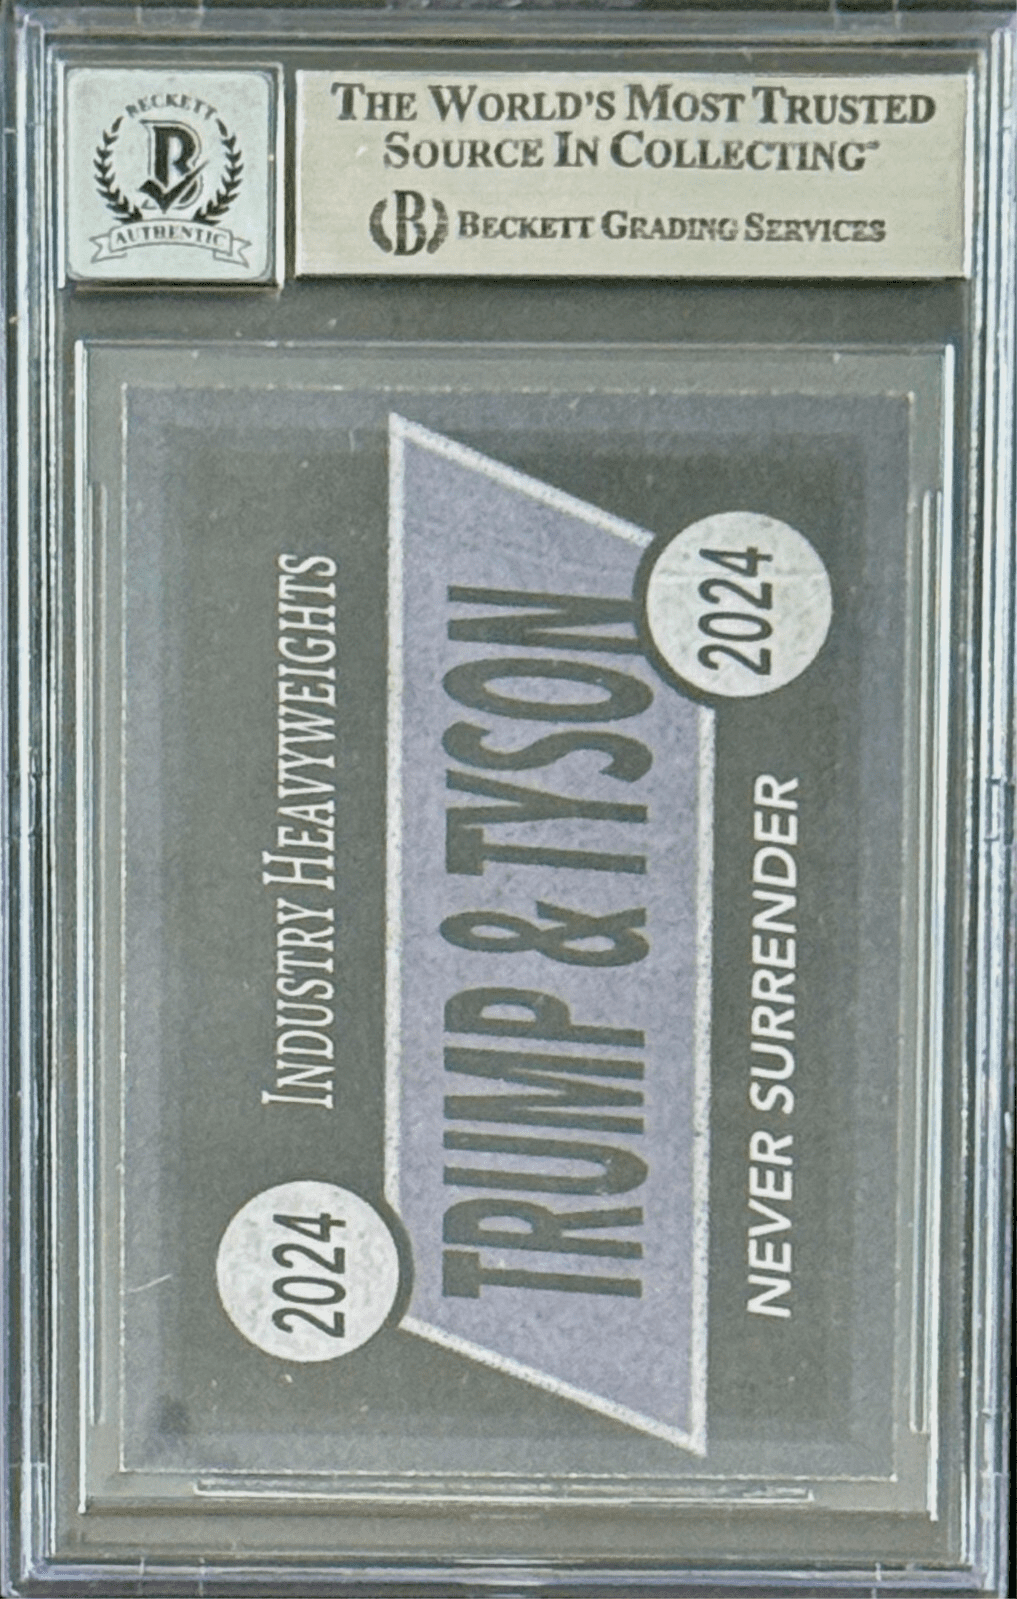 BECKETT
B
AUTHENTIC
THE WORLD'S MOST TRUSTED
SOURCE IN COLLECTING
B BECKETT GRADING SERVICES
INDUSTRY HEAVYWEIGHTS
2024
TRUMP & TYSON
2024
NEVER SURRENDER